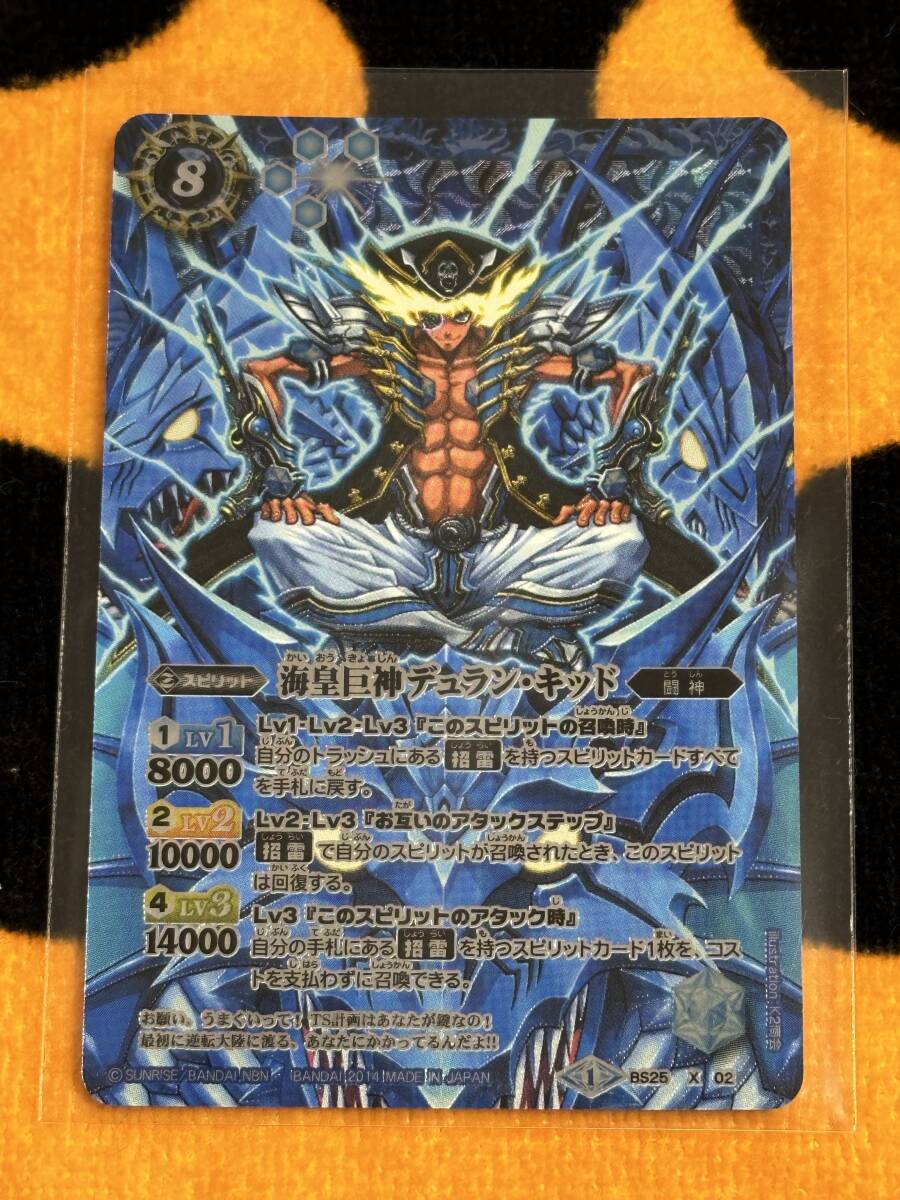 8
海皇巨神デュラン・キッド
かいおうきょじん
スピリット
闘神
とうしん
1 LV1
8000
Lv1・Lv2・Lv3『このスピリットの召喚時』
自分のトラッシュにある招雷を持つスピリットカードすべて
を手札に戻す。
2 LV2
10000
Lv2・Lv3『お互いのアタックステップ』
招雷で自分のスピリットが召喚されたとき、このスピリット
は回復する。
4 LV3
14000
Lv3『このスピリットのアタック時』
自分の手札にある招雷を持つスピリットカード1枚を、コス
トを支払わずに召喚できる。
お願い。うまくいって! TS計画はあなたが鍵なの!
最初に逆転大陸に渡る、あなたにかかってるんだよ!!
illustration:K2商会
©SUNRISE/BANDAI,NBN BANDAI 2014 MADE IN JAPAN
1 BS25 X 02